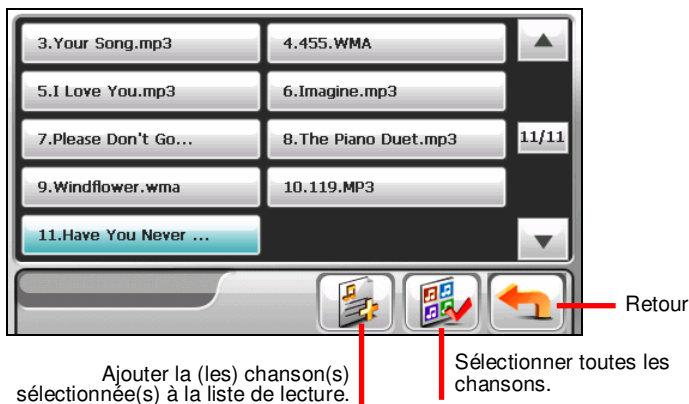 3.Your Song.mp3
4.455.WMA
5.I Love You.mp3
6.Imagine.mp3
7.Please Don't Go...
8.The Piano Duet.mp3
11/11
9.Windflower.wma
10.119.MP3
11.Have You Never ...
Retour
Ajouter la (les) chanson(s)
sélectionnée(s) à la liste de lecture.
Sélectionner toutes les
chansons.